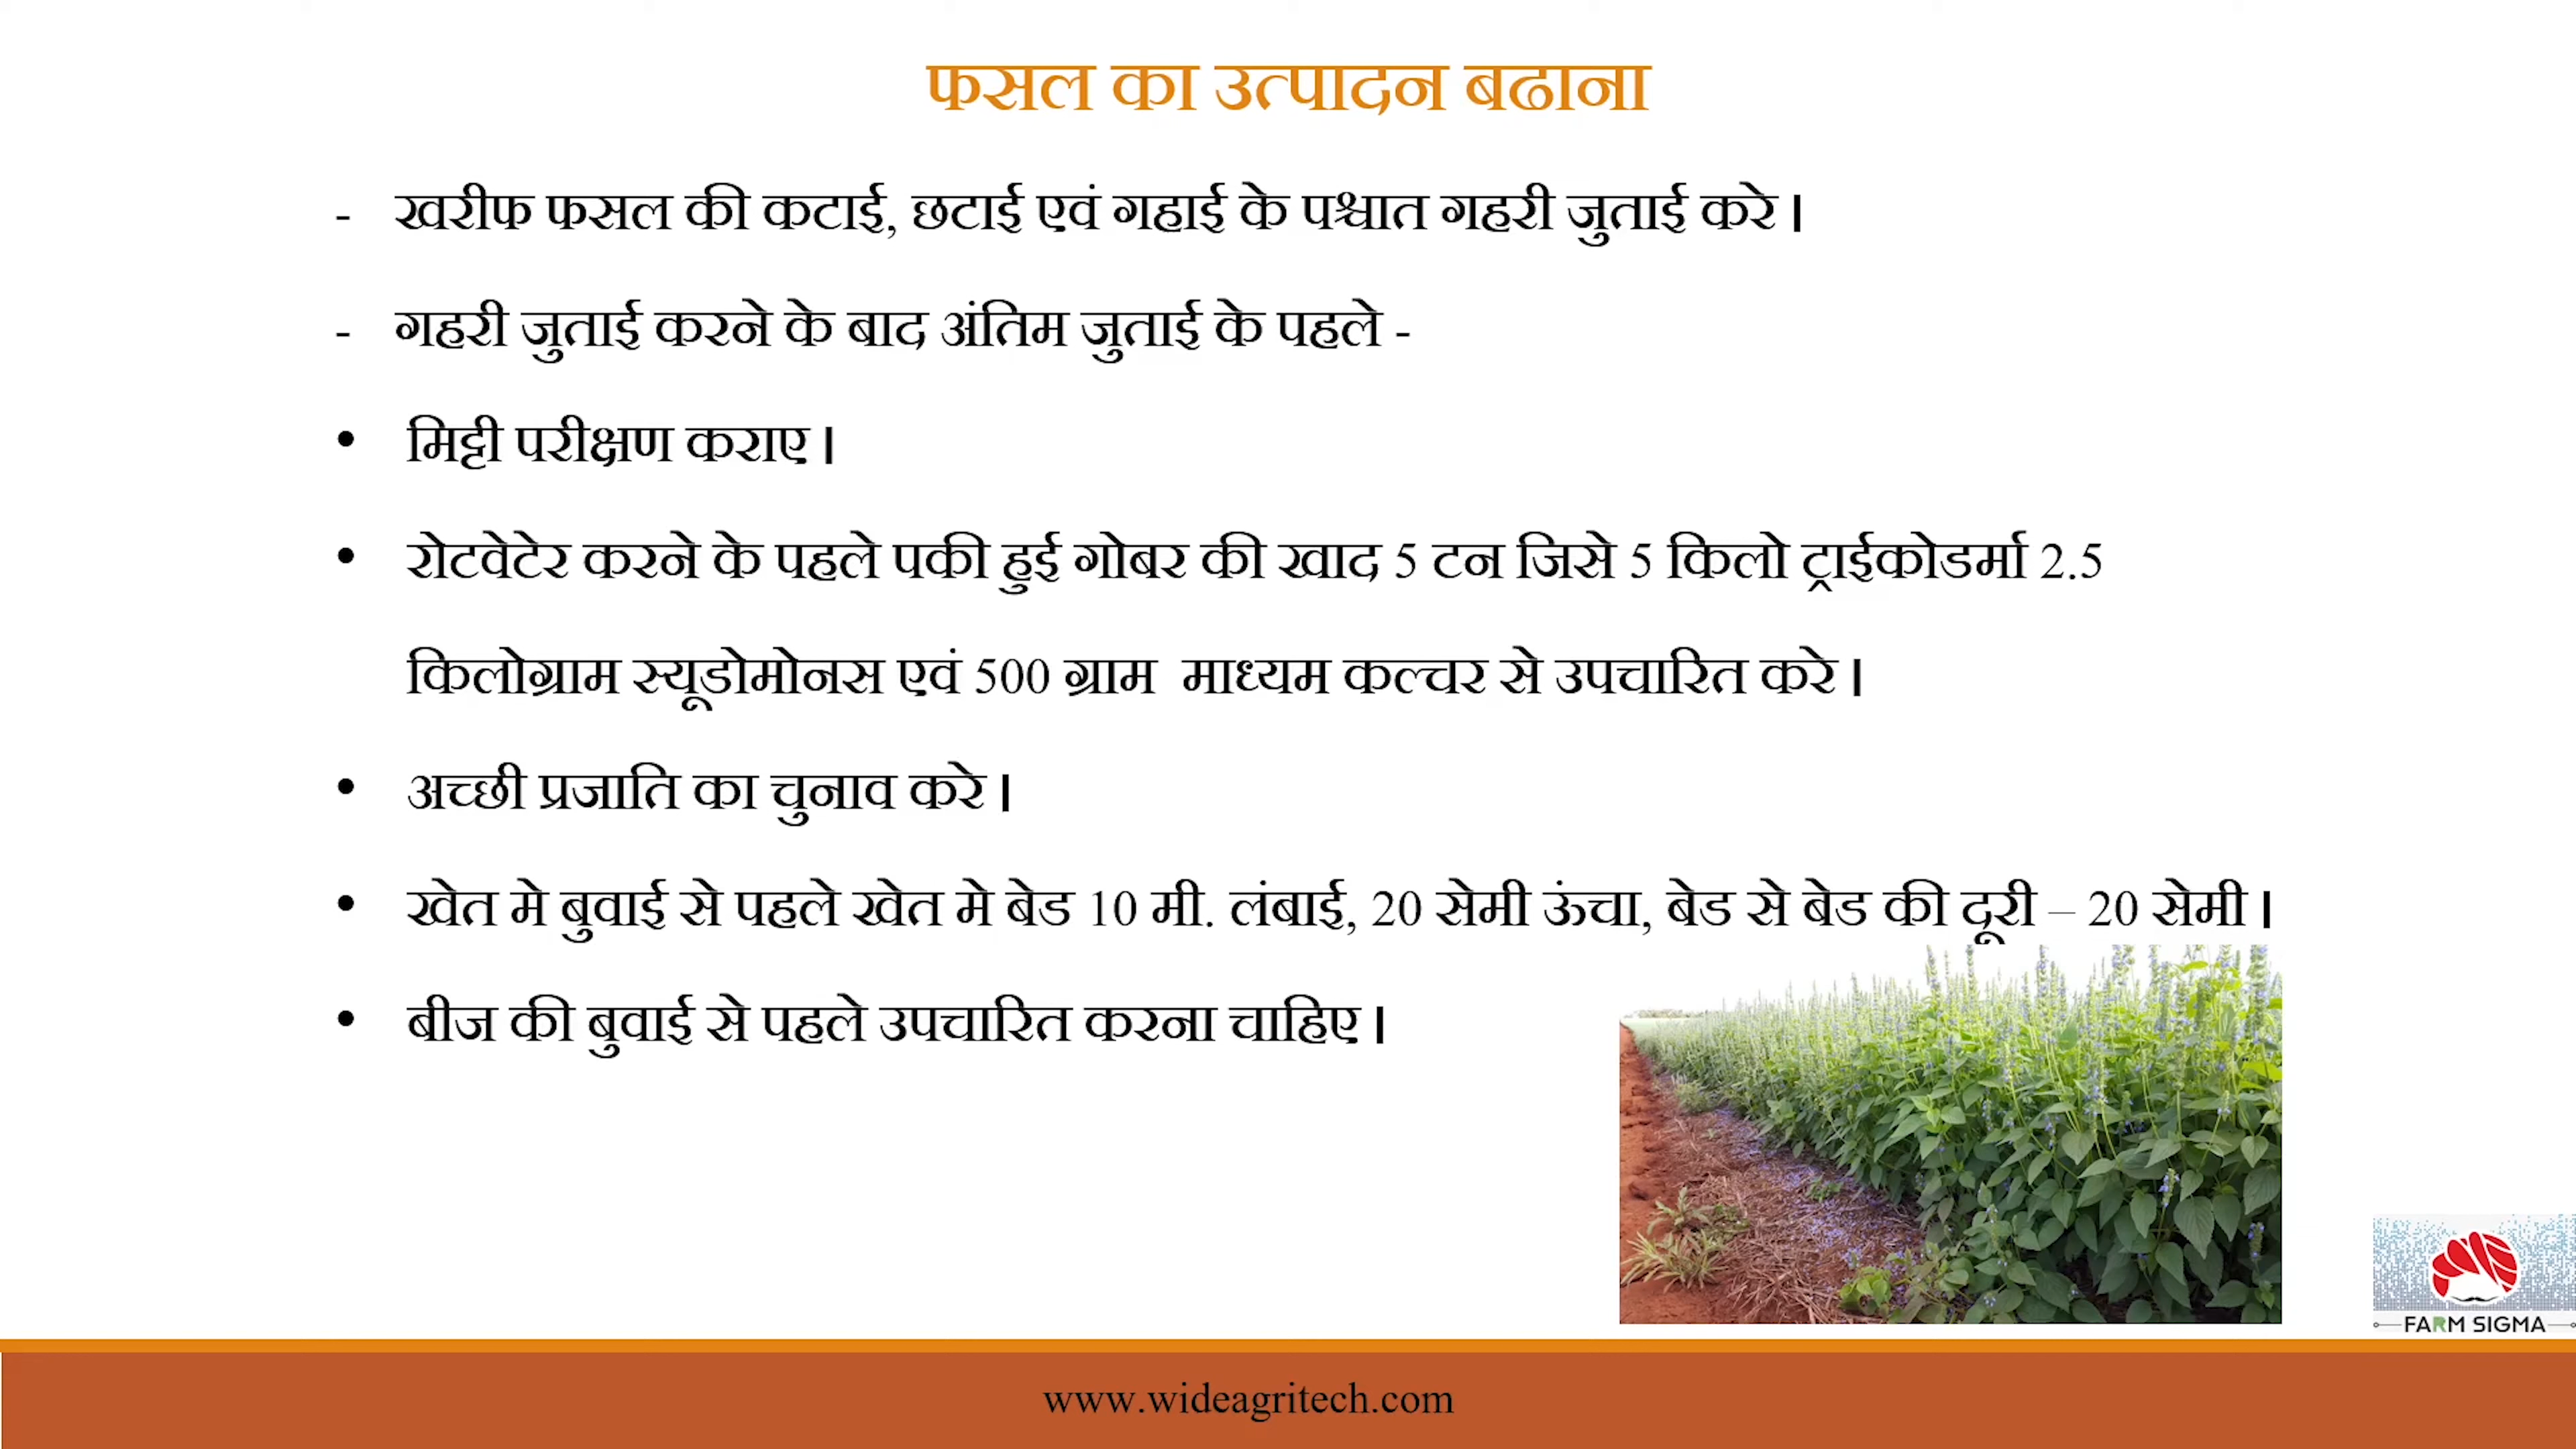 फसल का उत्पादन बढाना
- खरीफ फसल की कटाई, छटाई एवं गहाई के पश्चात गहरी जुताई करे।
- गहरी जुताई करने के बाद अंतिम जुताई के पहले -
• मिट्टी परीक्षण कराए।
• रोटवेटेर करने के पहले पकी हुई गोबर की खाद 5 टन जिसे 5 किलो ट्राईकोडर्मा 2.5
किलोग्राम स्यूडोमोनस एवं 500 ग्राम माध्यम कल्चर से उपचारित करे।
• अच्छी प्रजाति का चुनाव करे।
• खेत मे बुवाई से पहले खेत मे बेड 10 मी. लंबाई, 20 सेमी ऊंचा, बेड से बेड की दूरी – 20 सेमी।
• बीज की बुवाई से पहले उपचारित करना चाहिए।
FARM SIGMA
www.wideagritech.com